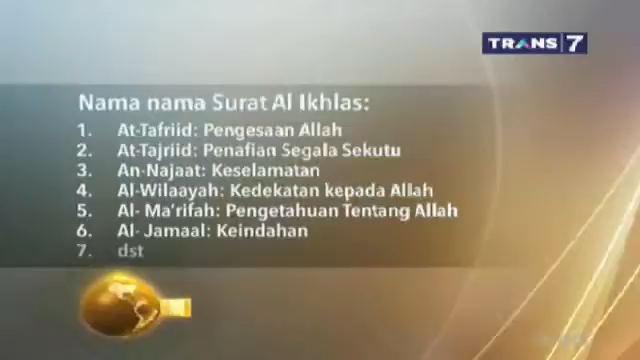 TRANS 7
Nama nama Surat Al Ikhlas:
1. At-Tafriid: Pengesaan Allah
2. At-Tajriid: Penafian Segala Sekutu
3. An-Najaat: Keselamatan
4. Al-Wilaayah: Kedekatan kepada Allah
5. Al- Ma'rifah: Pengetahuan Tentang Allah
6. Al- Jamaal: Keindahan
7. dst